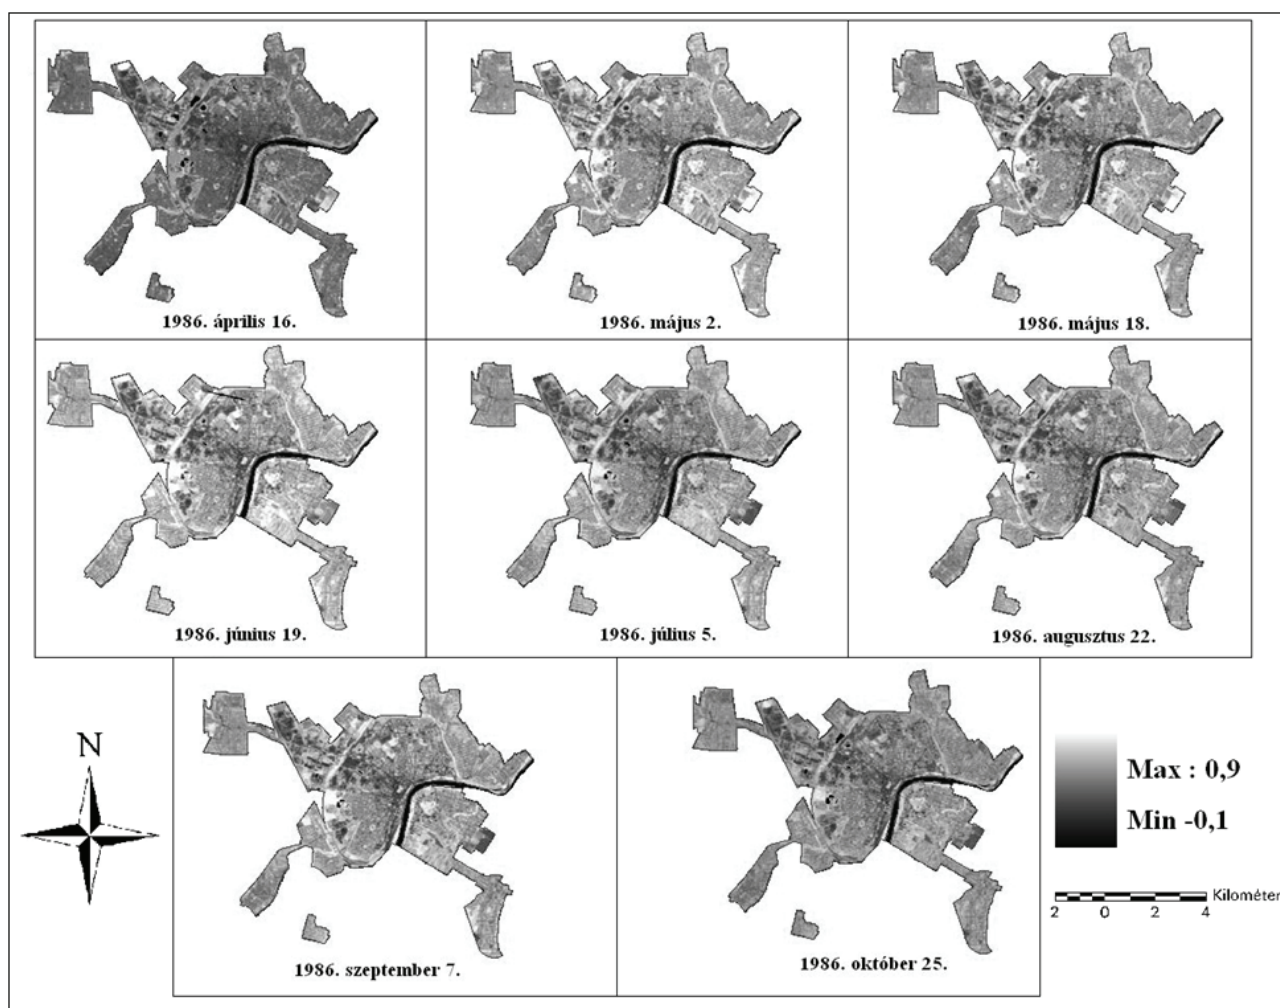 1986. április 16.
1986. május 2.
1986. május 18.
1986. június 19.
1986. július 5.
1986. augusztus 22.
1986. szeptember 7.
1986. október 25.
N
Max : 0,9
Min -0,1
Kilométer
2 0 2 4